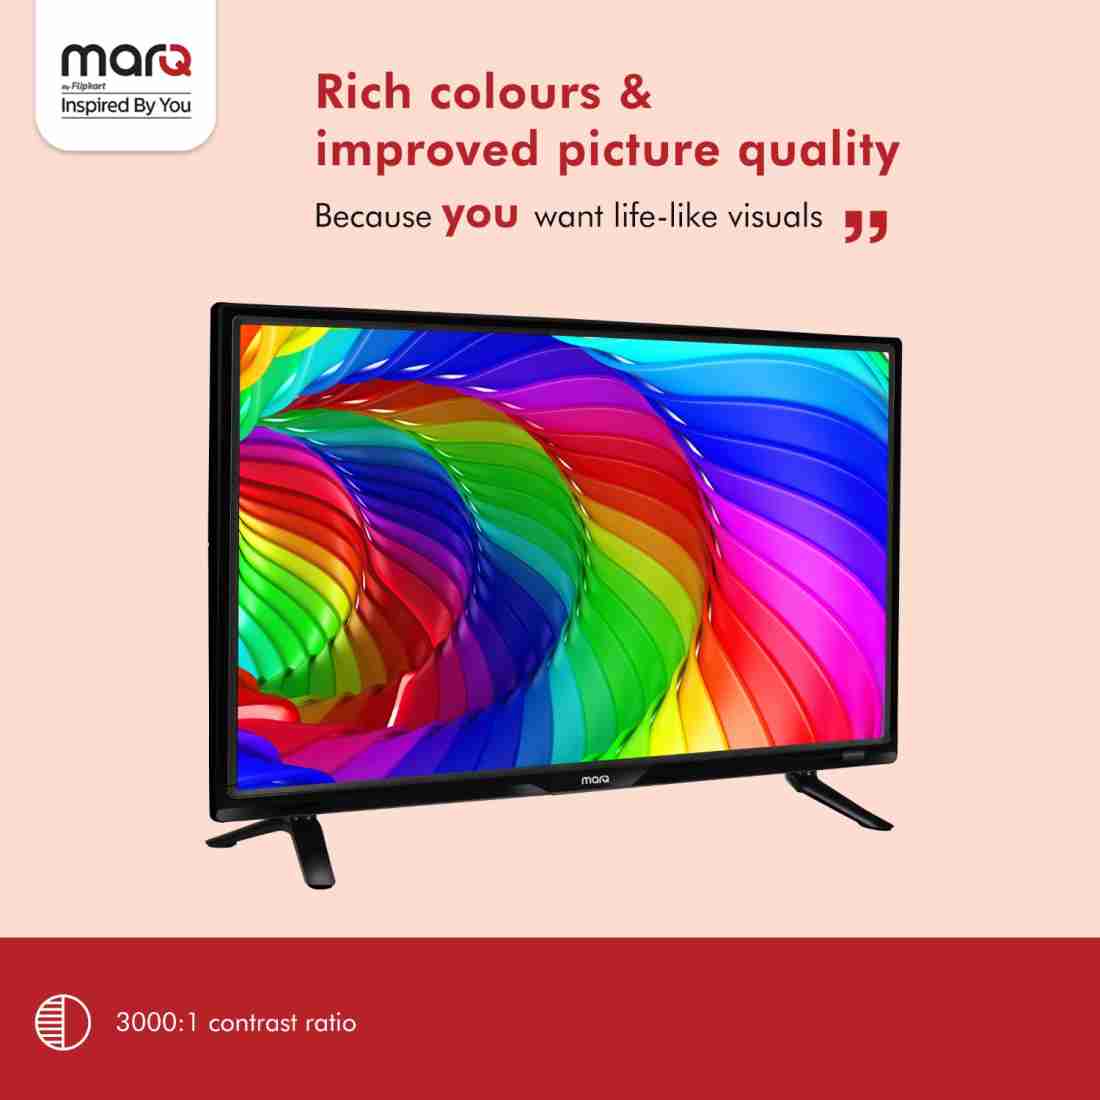 marQ
By Flipkart
Inspired By You
Rich colours &
improved picture quality
Because you want life-like visuals ”
marQ
3000:1 contrast ratio